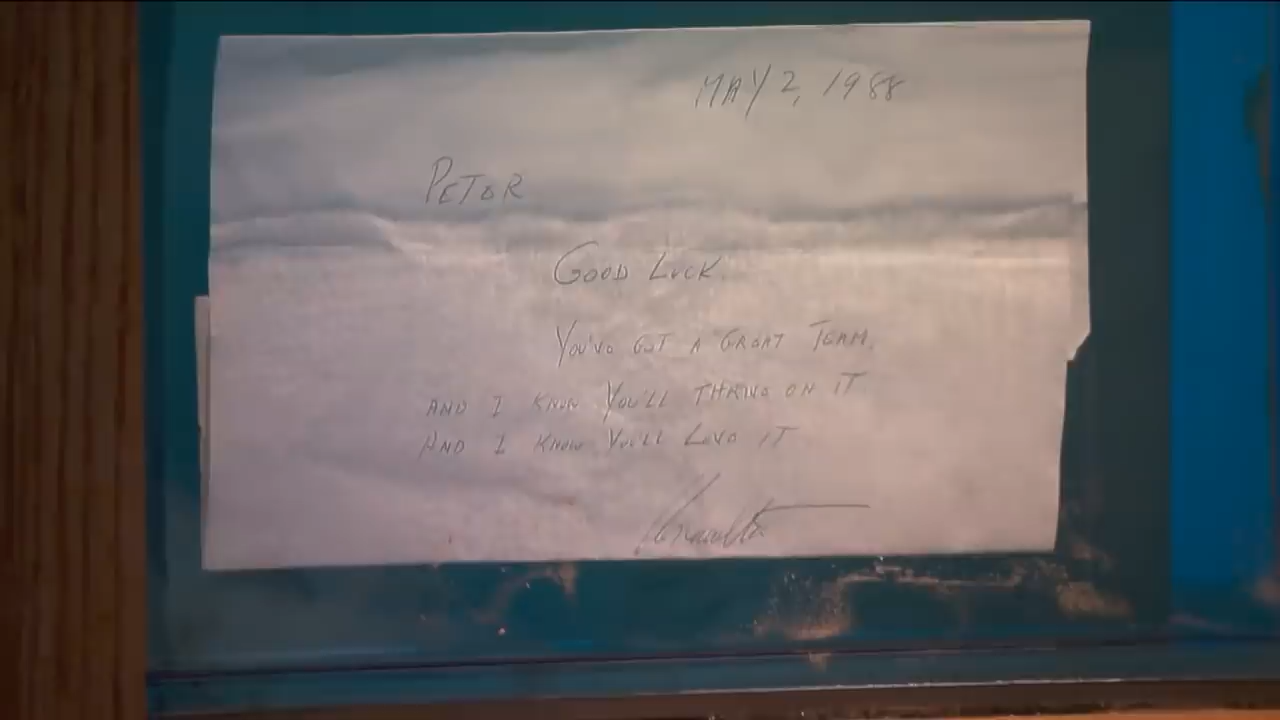 MAY 2, 1988
PETER
GOOD LUCK.
YOU'VE GOT A GREAT TEAM,
AND I KNOW YOU'LL THRIVE ON IT
AND I KNOW YOU'LL LOVE IT